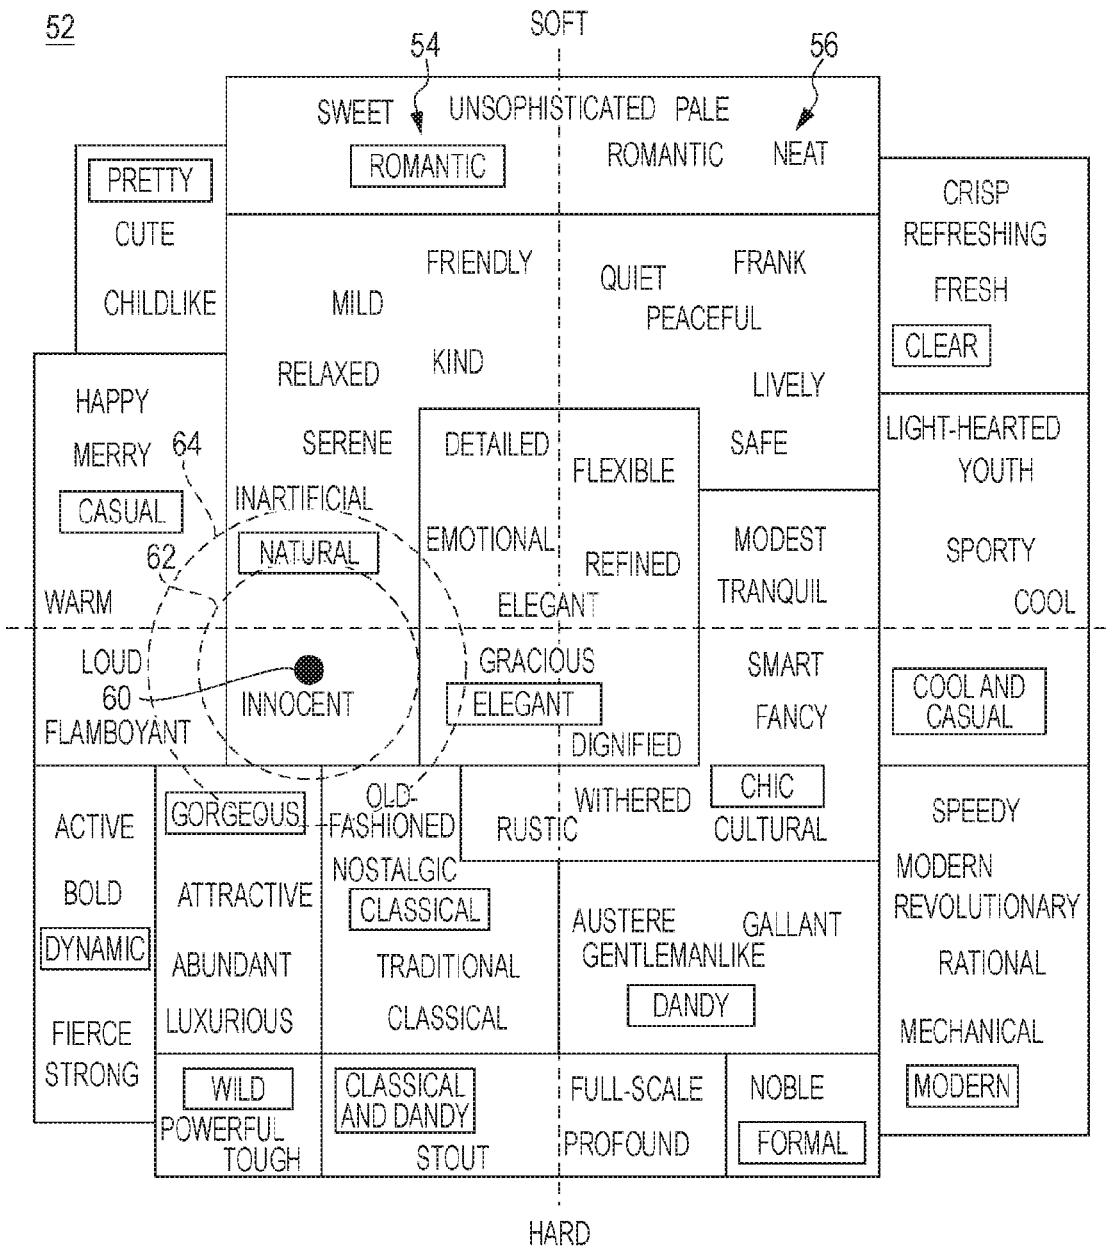 52
SOFT
54
56
SWEET
UNSOPHISTICATED
PALE
ROMANTIC
ROMANTIC
NEAT
PRETTY
CUTE
CHILDLIKE
CRISP
REFRESHING
FRESH
CLEAR
FRIENDLY
MILD
RELAXED
KIND
SERENE
INARTIFICIAL
NATURAL
INNOCENT
QUIET
FRANK
PEACEFUL
LIVELY
SAFE
HAPPY
MERRY
CASUAL
WARM
LOUD
FLAMBOYANT
64
62
60
DETAILED
FLEXIBLE
EMOTIONAL
REFINED
ELEGANT
GRACIOUS
ELEGANT
DIGNIFIED
MODEST
TRANQUIL
SMART
FANCY
CHIC
WITHERED
RUSTIC
CULTURAL
LIGHT-HEARTED
YOUTH
SPORTY
COOL
COOL AND
CASUAL
ACTIVE
BOLD
DYNAMIC
FIERCE
STRONG
GORGEOUS
ATTRACTIVE
ABUNDANT
LUXURIOUS
OLD-
FASHIONED
NOSTALGIC
CLASSICAL
TRADITIONAL
CLASSICAL
AUSTERE
GALLANT
GENTLEMANLIKE
DANDY
SPEEDY
MODERN
REVOLUTIONARY
RATIONAL
MECHANICAL
MODERN
WILD
POWERFUL
TOUGH
CLASSICAL
AND DANDY
STOUT
FULL-SCALE
PROFOUND
NOBLE
FORMAL
HARD